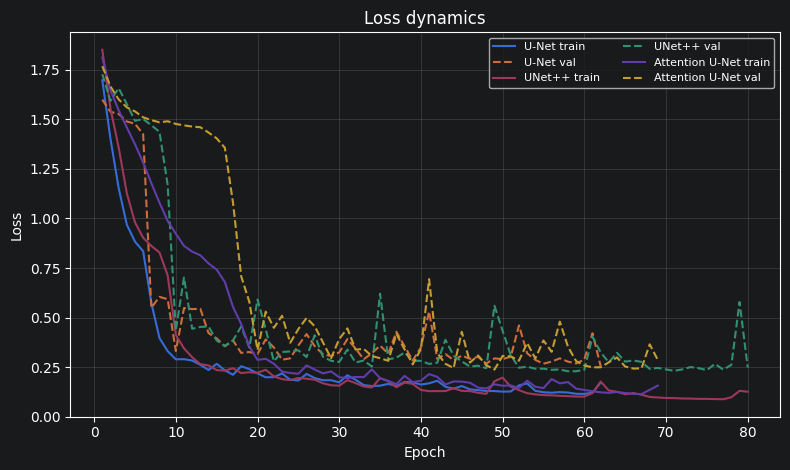 Loss dynamics
U-Net train
U-Net val
UNet++ train
UNet++ val
Attention U-Net train
Attention U-Net val
Loss
1.75
1.50
1.25
1.00
0.75
0.50
0.25
0.00
0 10 20 30 40 50 60 70 80
Epoch